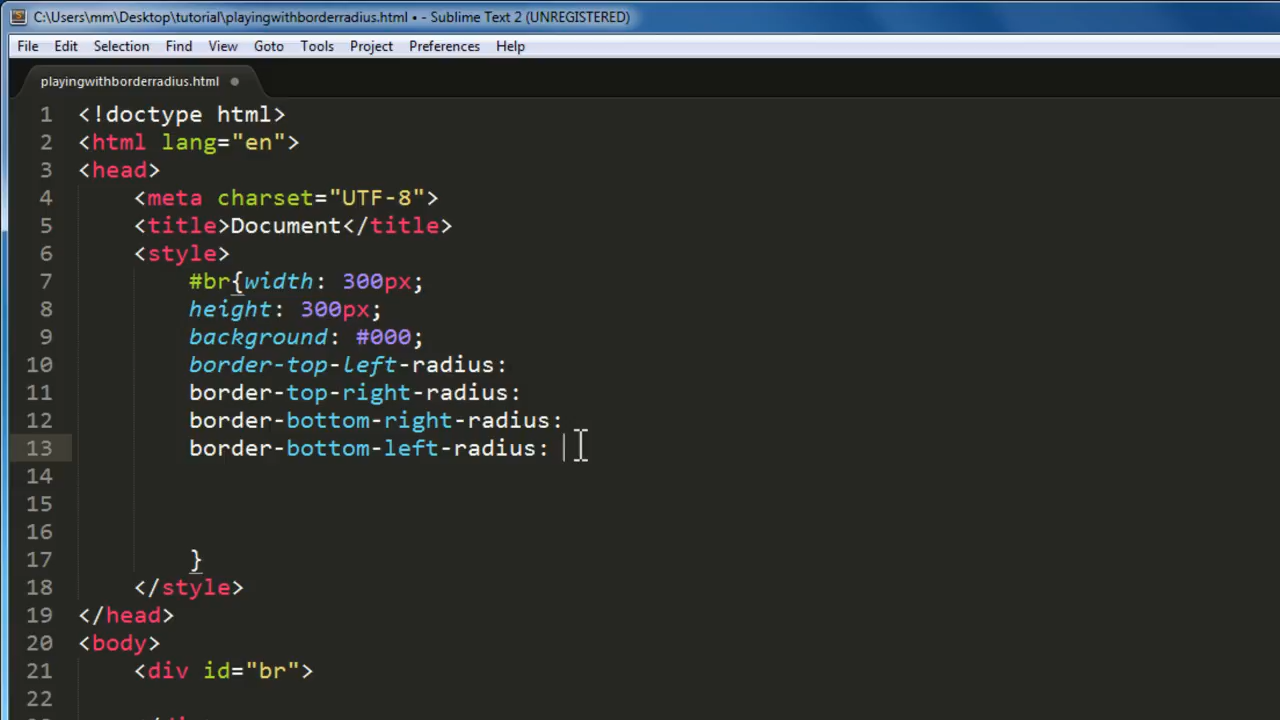 C:\Users\mm\Desktop\tutorial\playingwithborderradius.html • - Sublime Text 2 (UNREGISTERED)
File Edit Selection Find View Goto Tools Project Preferences Help
playingwithborderradius.html
1 <!doctype html>
2 <html lang="en">
3 <head>
4 <meta charset="UTF-8">
5 <title>Document</title>
6 <style>
7 #br{width: 300px;
8 height: 300px;
9 background: #000;
10 border-top-left-radius:
11 border-top-right-radius:
12 border-bottom-right-radius:
13 border-bottom-left-radius:
14
15
16
17 }
18 </style>
19 </head>
20 <body>
21 <div id="br">
22